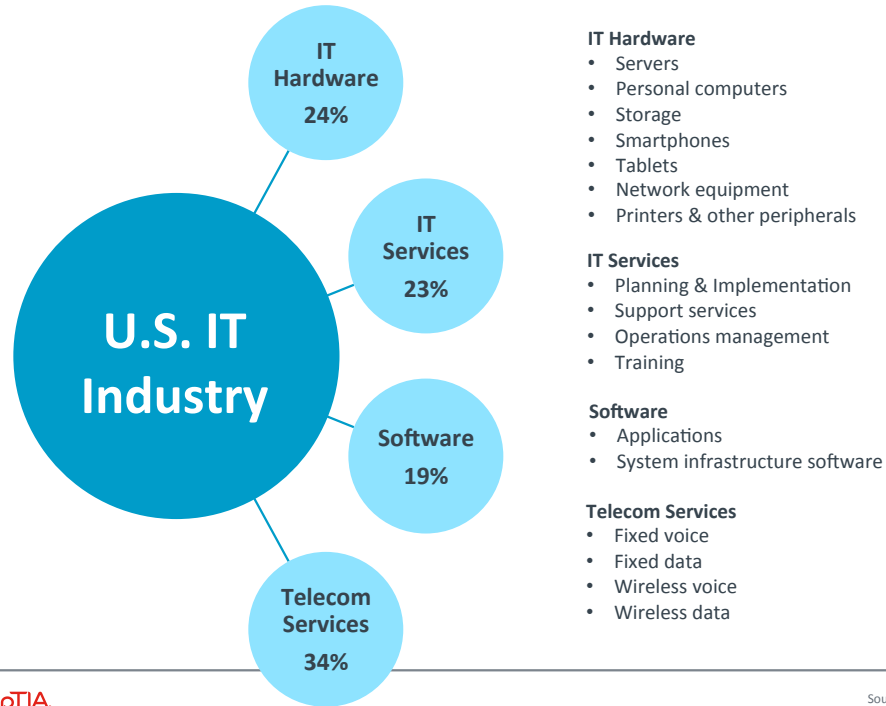 IT
Hardware
24%
IT
Services
23%
U.S. IT
Industry
Software
19%
Telecom
Services
34%
IT Hardware
• Servers
• Personal computers
• Storage
• Smartphones
• Tablets
• Network equipment
• Printers & other peripherals
IT Services
• Planning & Implementation
• Support services
• Operations management
• Training
Software
• Applications
• System infrastructure software
Telecom Services
• Fixed voice
• Fixed data
• Wireless voice
• Wireless data